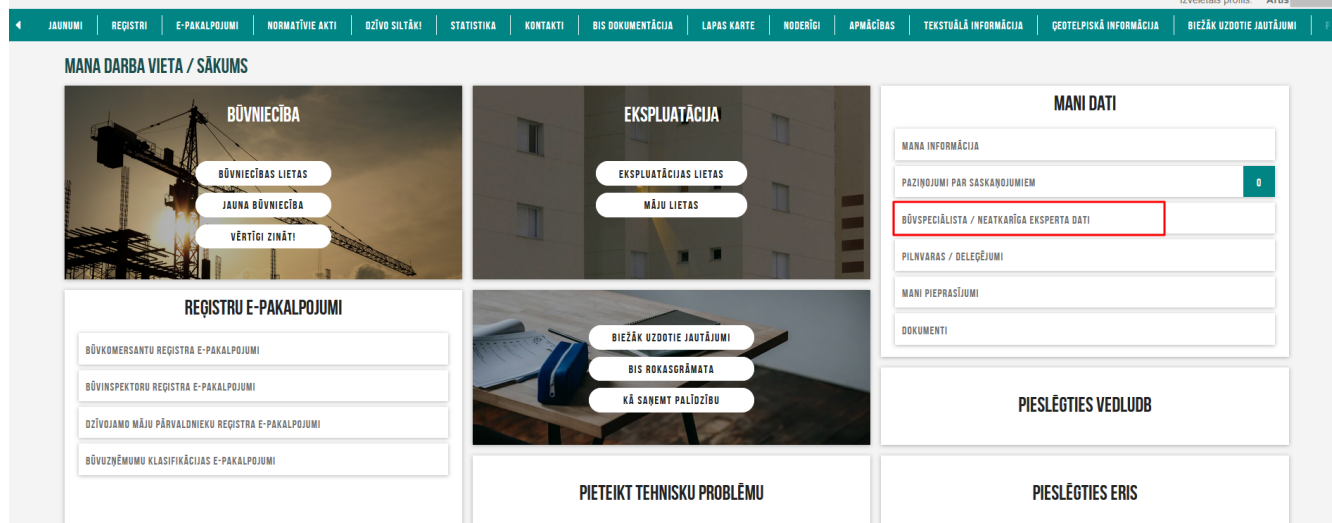 Izvēlētais profils: Artūs
JAUNUMI REĢISTRI E-PAKALPOJUMI NORMATĪVIE AKTI DZĪVO SILTĀK! STATISTIKA KONTAKTI BIS DOKUMENTĀCIJA LAPAS KARTE NODERĪGI APMĀCĪBAS TEKSTUĀLĀ INFORMĀCIJA ĢEOTELPISKĀ INFORMĀCIJA BIEŽĀK UZDOTIE JAUTĀJUMI
MANA DARBA VIETA / SĀKUMS
BŪVNIECĪBA
BŪVNIECĪBAS LIETAS
JAUNA BŪVNIECĪBA
VĒRTĪGI ZINĀT!
EKSPLUATĀCIJA
EKSPLUATĀCIJAS LIETAS
MĀJU LIETAS
MANI DATI
MANA INFORMĀCIJA
PAZIŅOJUMI PAR SASKAŅOJUMIEM 0
BŪVSPECIĀLISTA / NEATKARĪGA EKSPERTA DATI
PILNVARAS / DELEĢĒJUMI
MANI PIEPRASĪJUMI
DOKUMENTI
REĢISTRU E-PAKALPOJUMI
BŪVKOMERSANTU REĢISTRA E-PAKALPOJUMI
BŪVINSPEKTORU REĢISTRA E-PAKALPOJUMI
DZĪVOJAMO MĀJU PĀRVALDNIEKU REĢISTRA E-PAKALPOJUMI
BŪVUZŅĒMUMU KLASIFIKĀCIJAS E-PAKALPOJUMI
BIEŽĀK UZDOTIE JAUTĀJUMI
BIS ROKASGRĀMATA
KĀ SAŅEMT PALĪDZĪBU
PIESLĒGTIES VEDLUDB
PIETEIKT TEHNISKU PROBLĒMU
PIESLĒGTIES ERIS